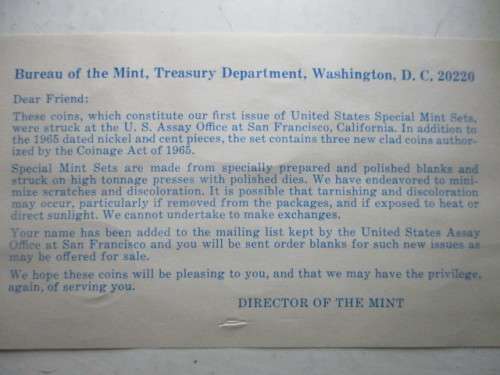 Bureau of the Mint, Treasury Department, Washington, D. C. 20220
Dear Friend:
These coins, which constitute our first issue of United States Special Mint Sets,
were struck at the U. S. Assay Office at San Francisco, California. In addition to
the 1965 dated nickel and cent pieces, the set contains three new clad coins author-
ized by the Coinage Act of 1965.
Special Mint Sets are made from specially prepared and polished blanks and
struck on high tonnage presses with polished dies. We have endeavored to mini-
mize scratches and discoloration. It is possible that tarnishing and discoloration
may occur, particularly if removed from the packages, and if exposed to heat or
direct sunlight. We cannot undertake to make exchanges.
Your name has been added to the mailing list kept by the United States Assay
Office at San Francisco and you will be sent order blanks for such new issues as
may be offered for sale.
We hope these coins will be pleasing to you, and that we may have the privilege,
again, of serving you.
DIRECTOR OF THE MINT